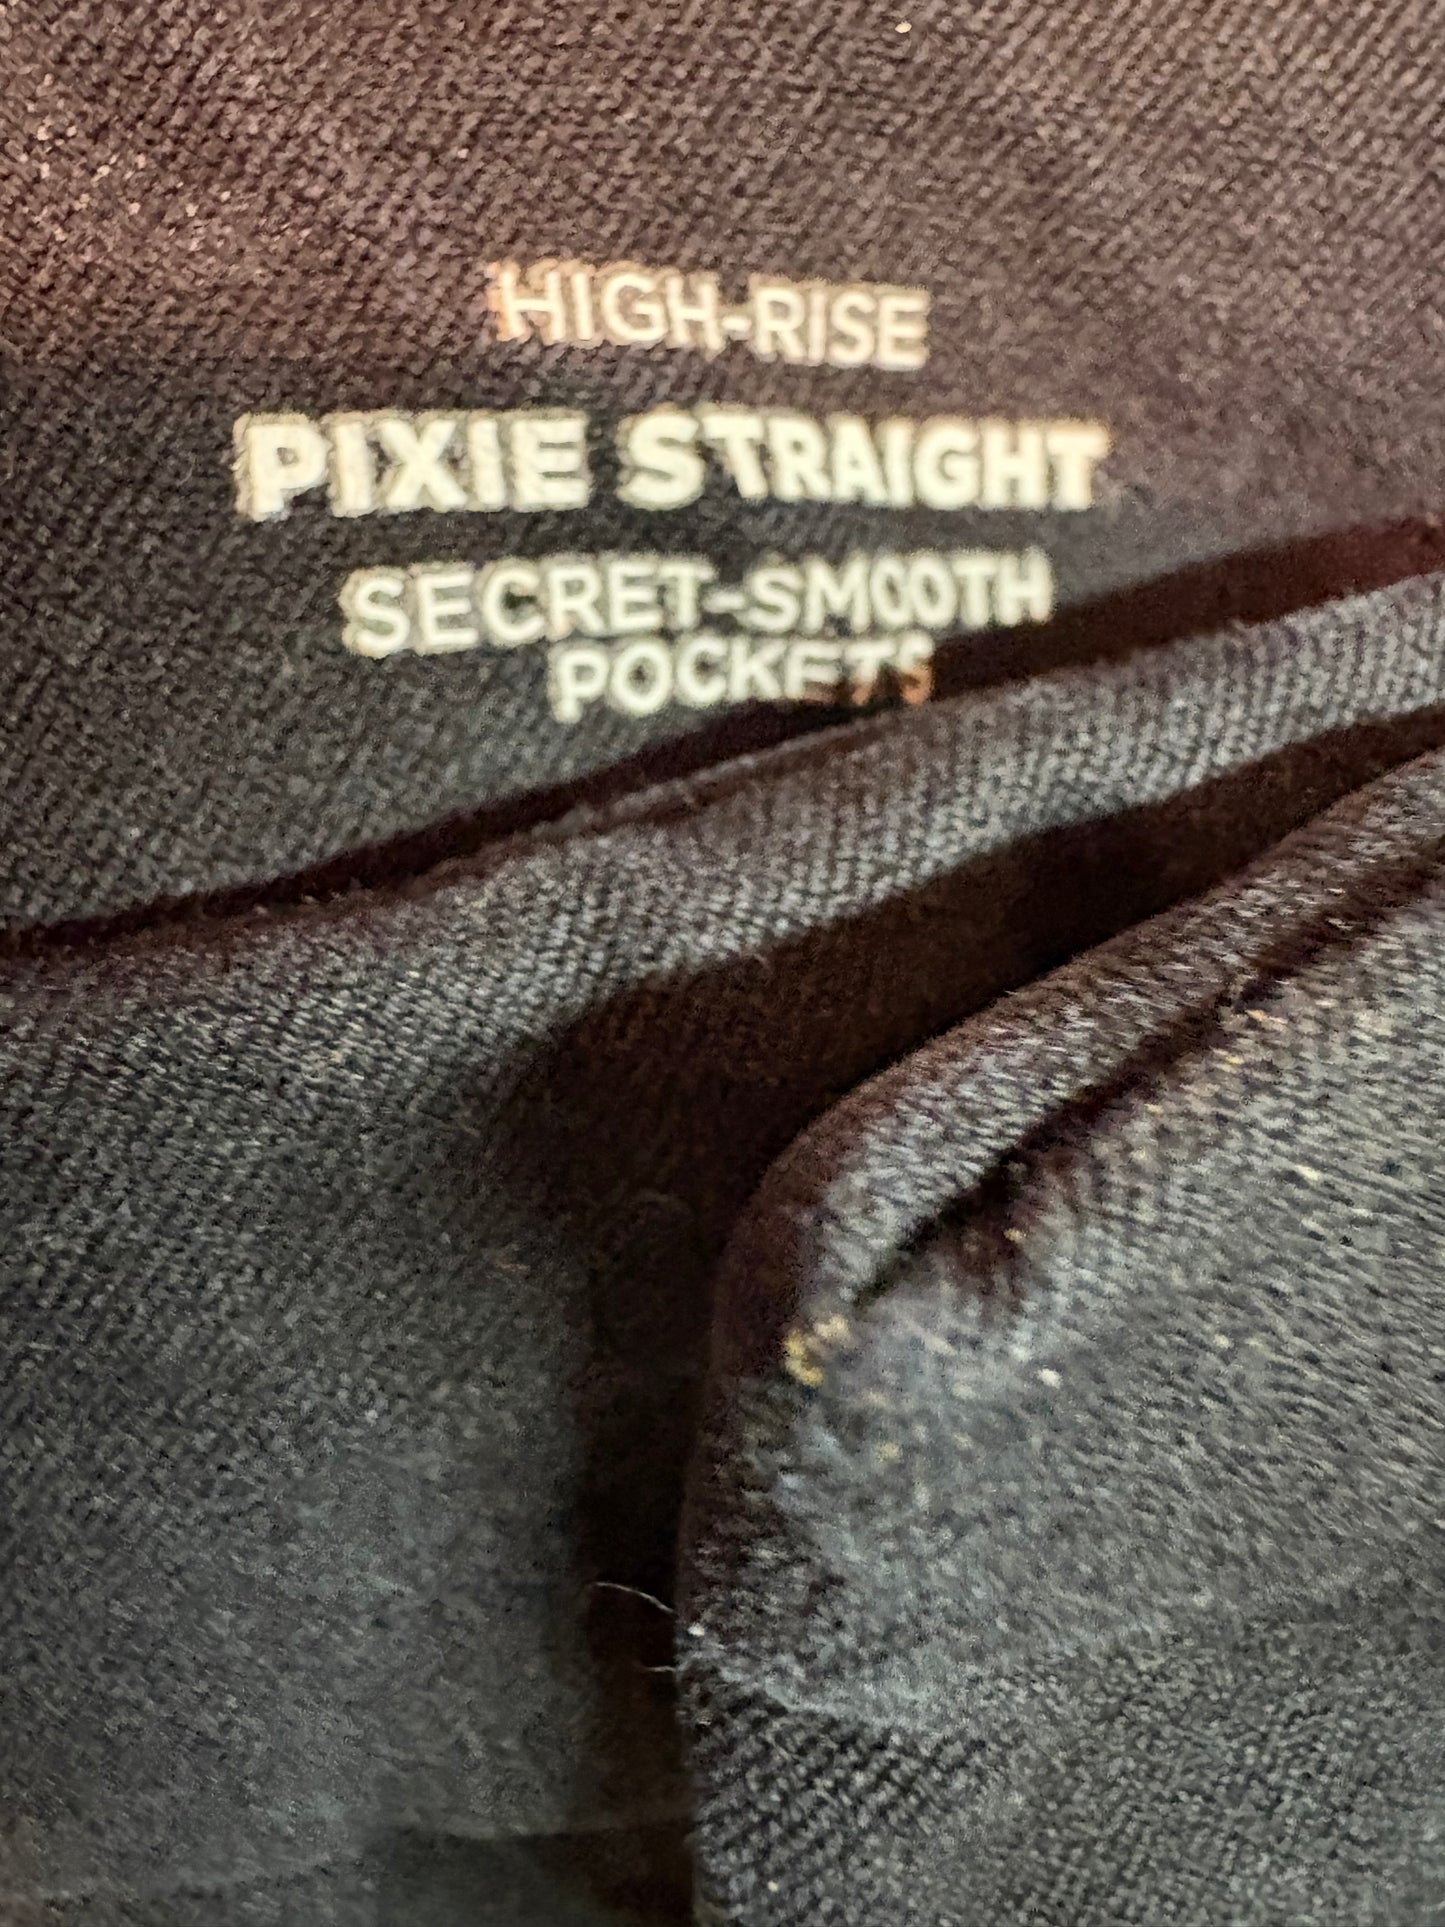 HIGH-RISE
PIXIE STRAIGHT
SECRET-SMOOTH
POCKETS